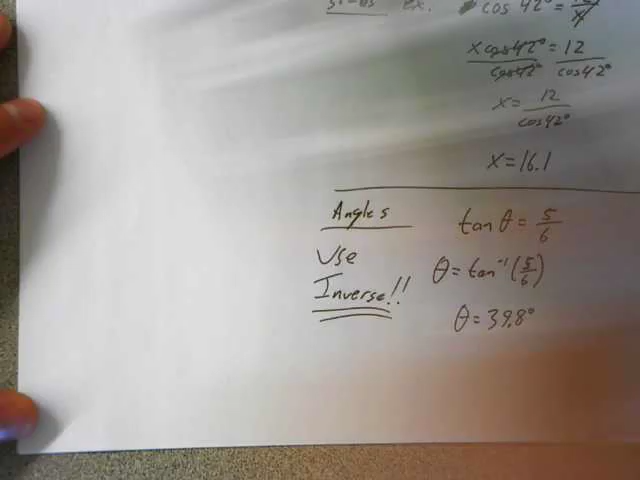 ex. cos 42° =
x cos 42° = 12
cos 42° cos 42°
x = 12
cos 42°
x = 16.1
Angles tan θ = 5/6
Use
Inverse!! θ = tan⁻¹(5/6)
θ = 39.8°